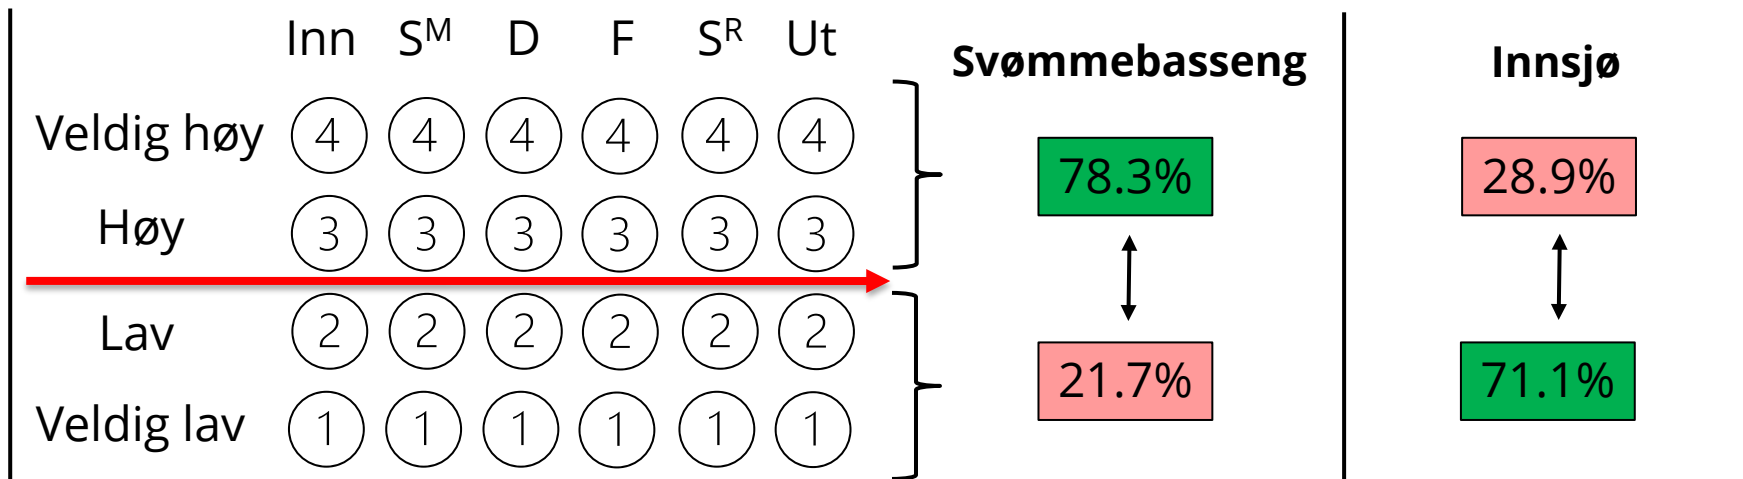 Inn Sᴹ D F Sᴿ Ut
Svømmebasseng
Innsjø
Veldig høy 4 4 4 4 4 4
78.3%
28.9%
Høy 3 3 3 3 3 3
Lav 2 2 2 2 2 2
21.7%
71.1%
Veldig lav 1 1 1 1 1 1